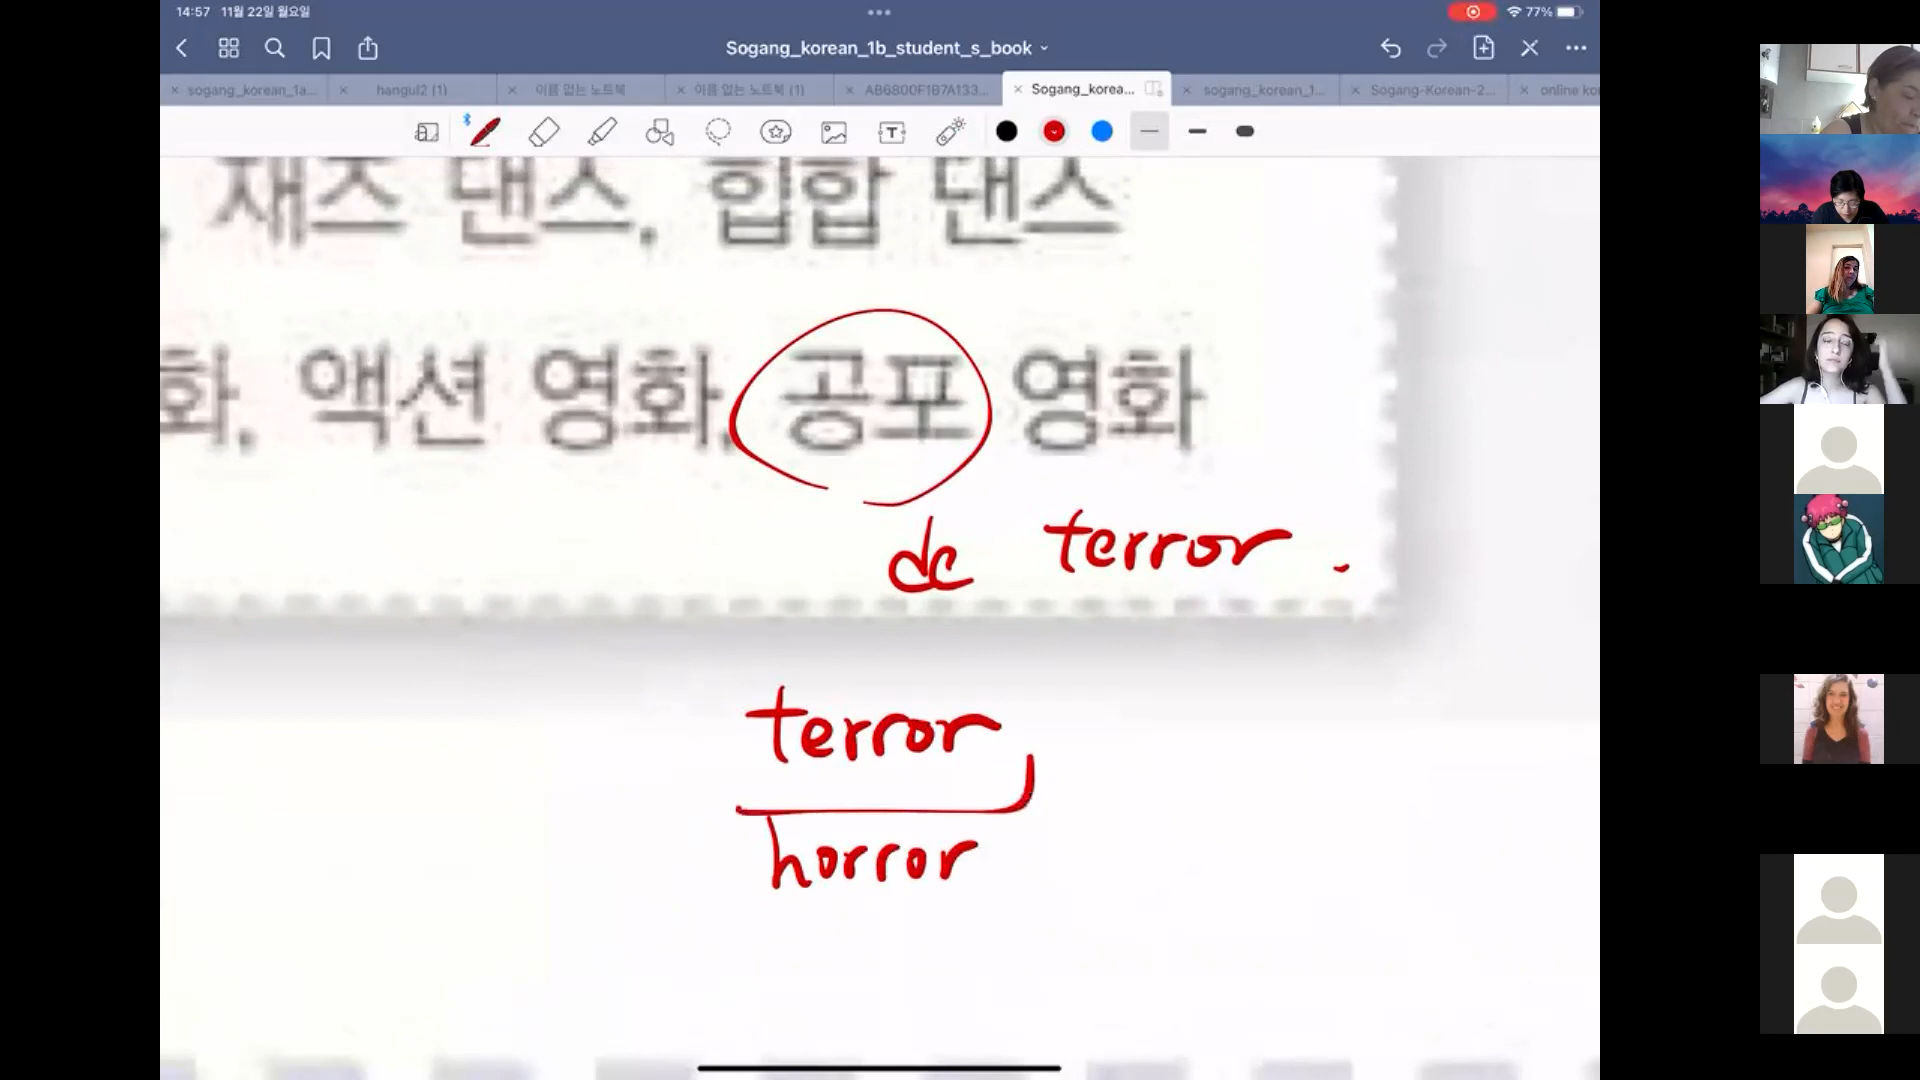 14:57 11월 22일 월요일
77%
Sogang_korean_1b_student_s_book
sogang_korean_1a...
hangul2 (1)
이름 없는 노트북
이름 없는 노트북 (1)
AB6800F1B7A133...
Sogang_korea...
sogang_korean_1...
Sogang-Korean-2...
online ko
, 재즈 댄스, 힙합 댄스
화, 액션 영화, 공포 영화
de terror .
terror
horror